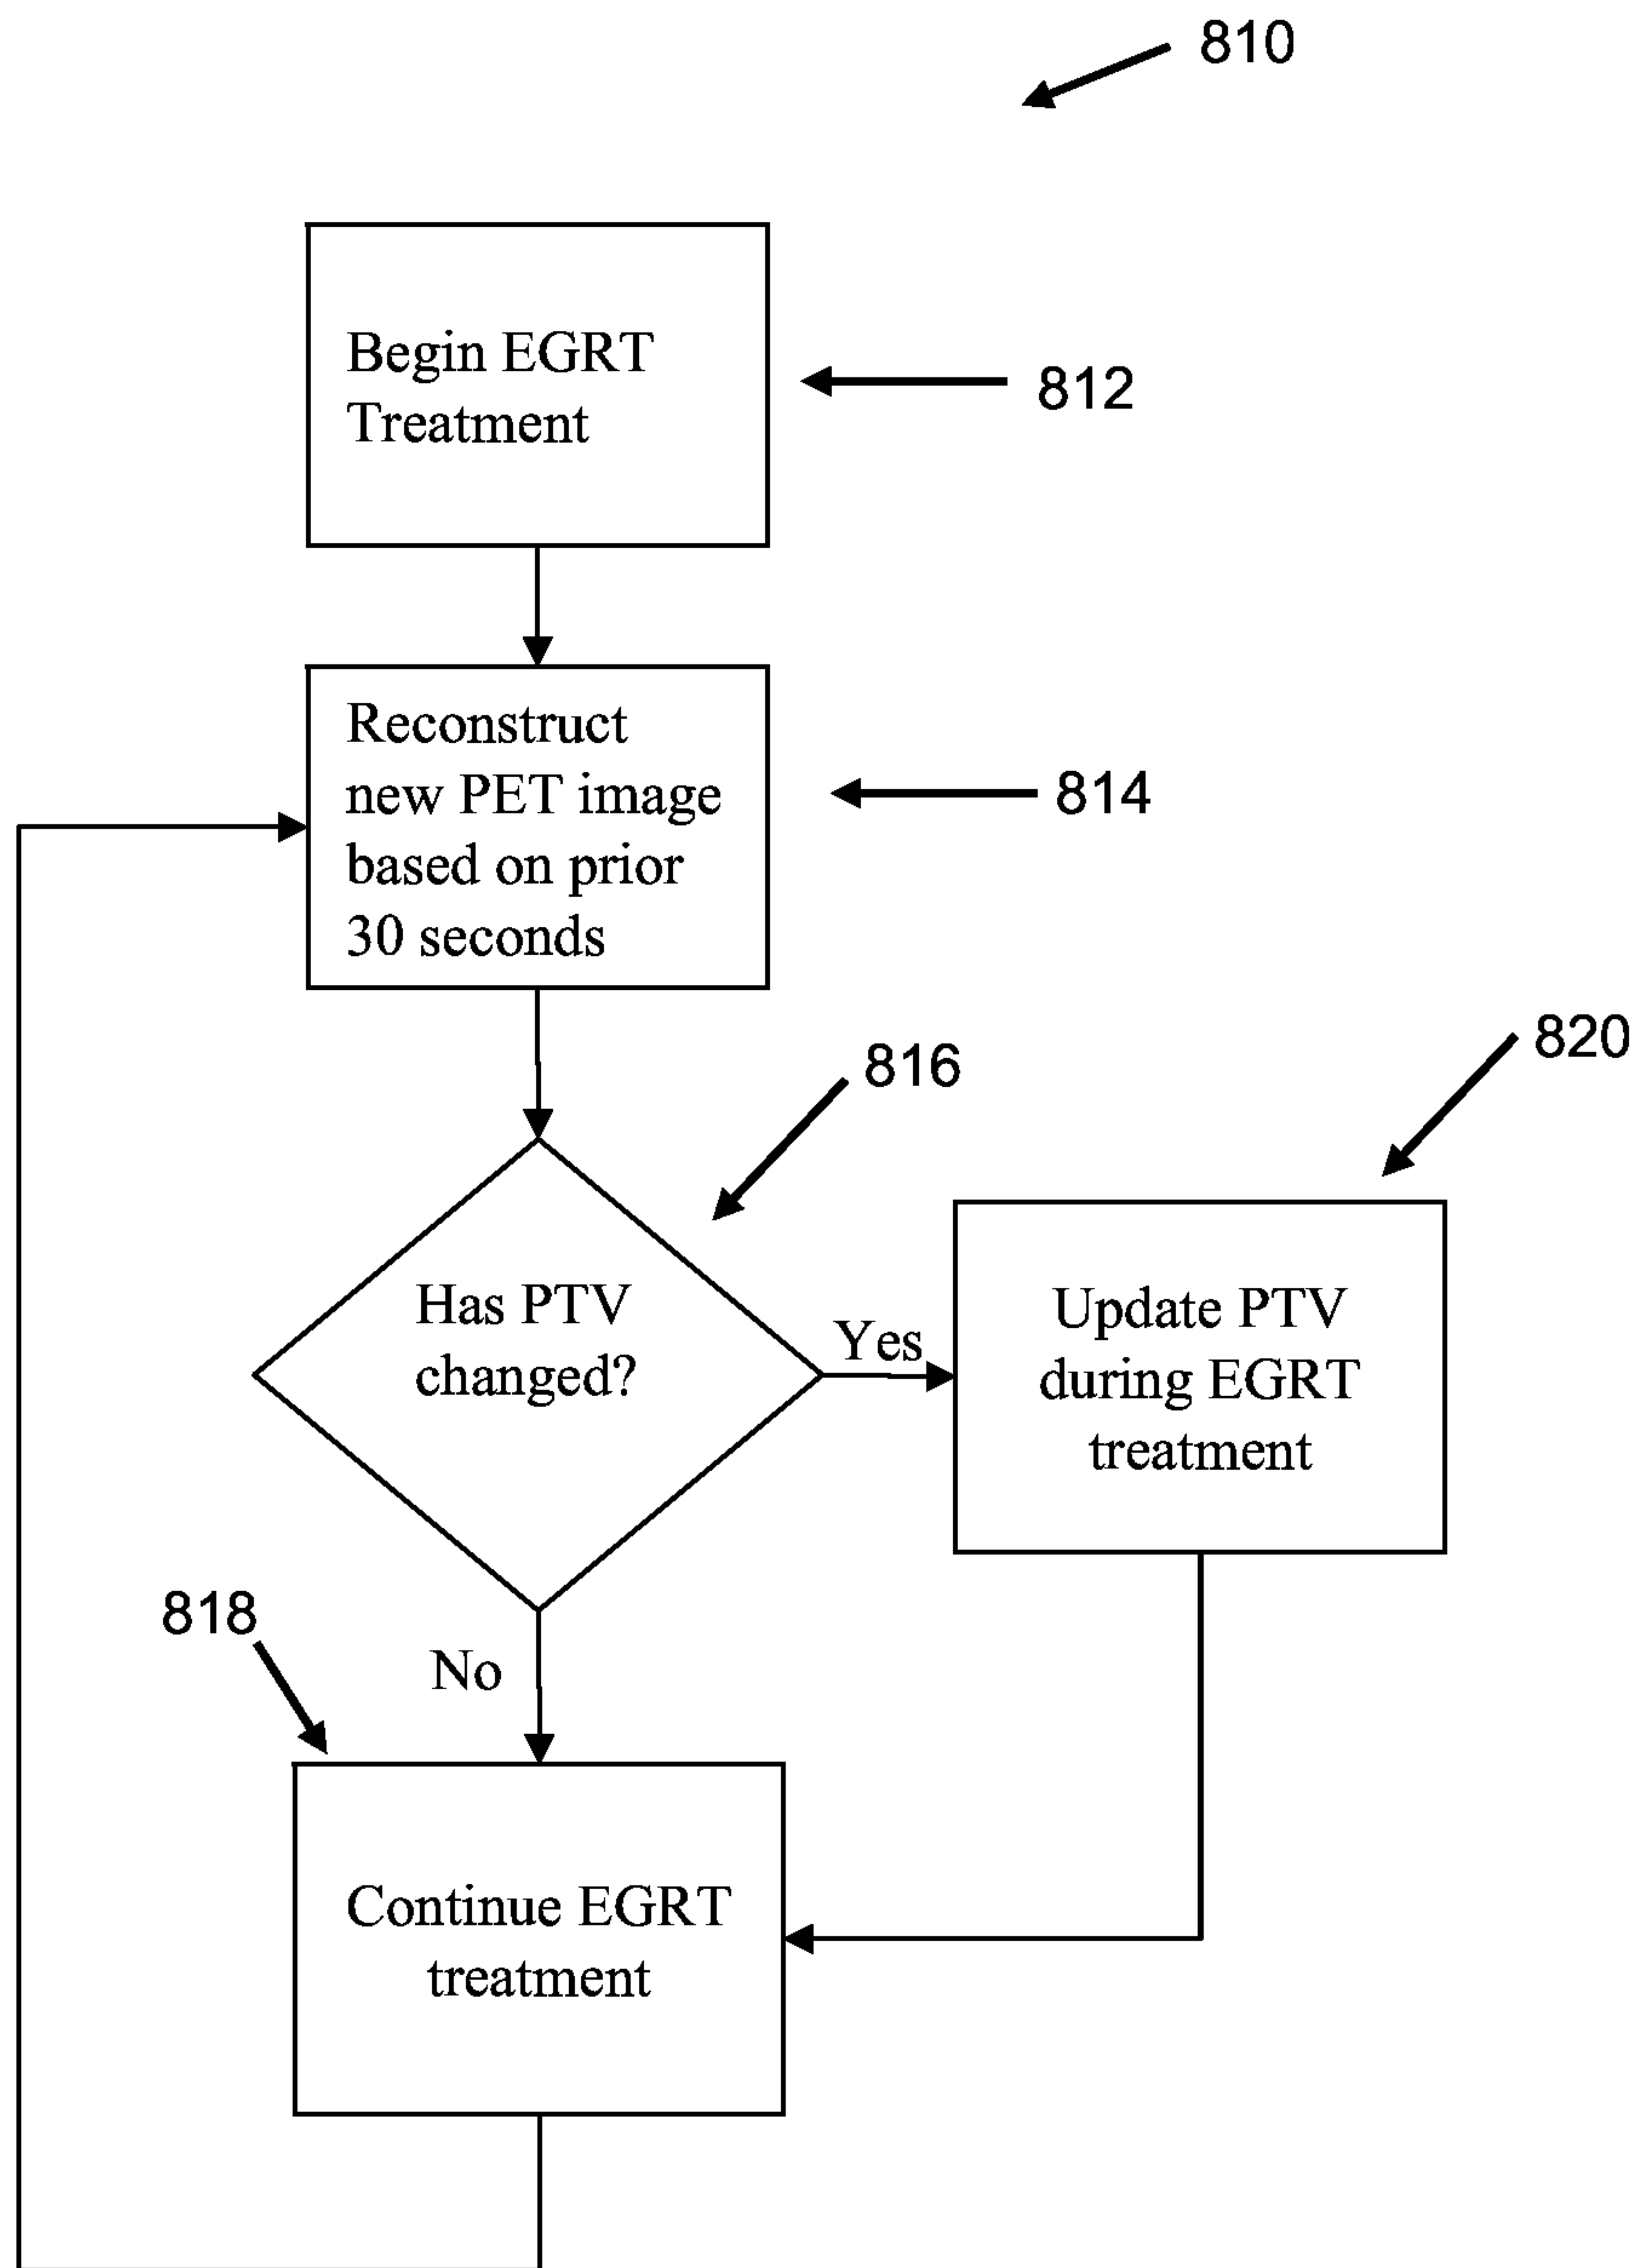 810
Begin EGRT
Treatment
812
Reconstruct
new PET image
based on prior
30 seconds
814
816
820
Has PTV
changed?
Yes
Update PTV
during EGRT
treatment
818
No
Continue EGRT
treatment